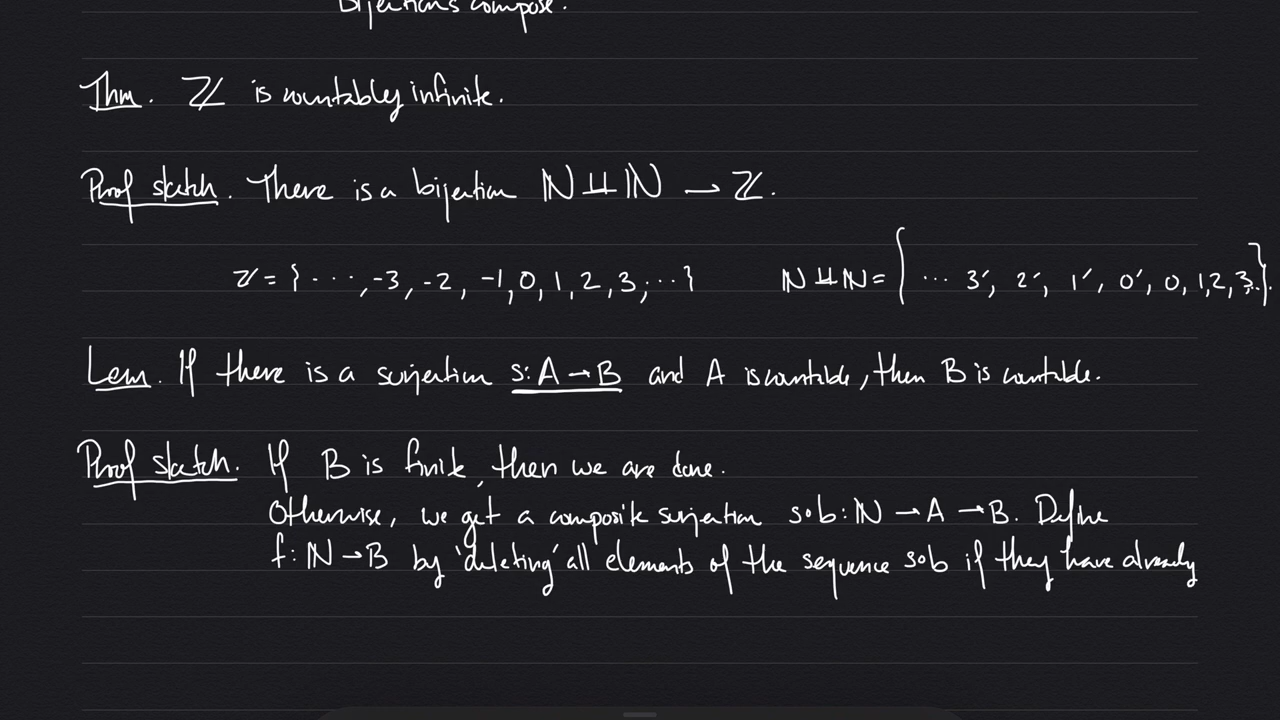 Bijections compose.
Thm. ℤ is countably infinite.
Proof sketch. There is a bijection ℕ ⨿ ℕ → ℤ.
ℤ = { ···, -3, -2, -1, 0, 1, 2, 3, ··· } ℕ ⨿ ℕ = { ··· 3', 2', 1', 0', 0, 1, 2, 3, .. }.
Lem. If there is a surjection s: A → B and A is countable, then B is countable.
Proof sketch. If B is finite, then we are done.
Otherwise, we get a composite surjection s∘b: ℕ → A → B. Define
f: ℕ → B by 'deleting' all elements of the sequence s∘b if they have already